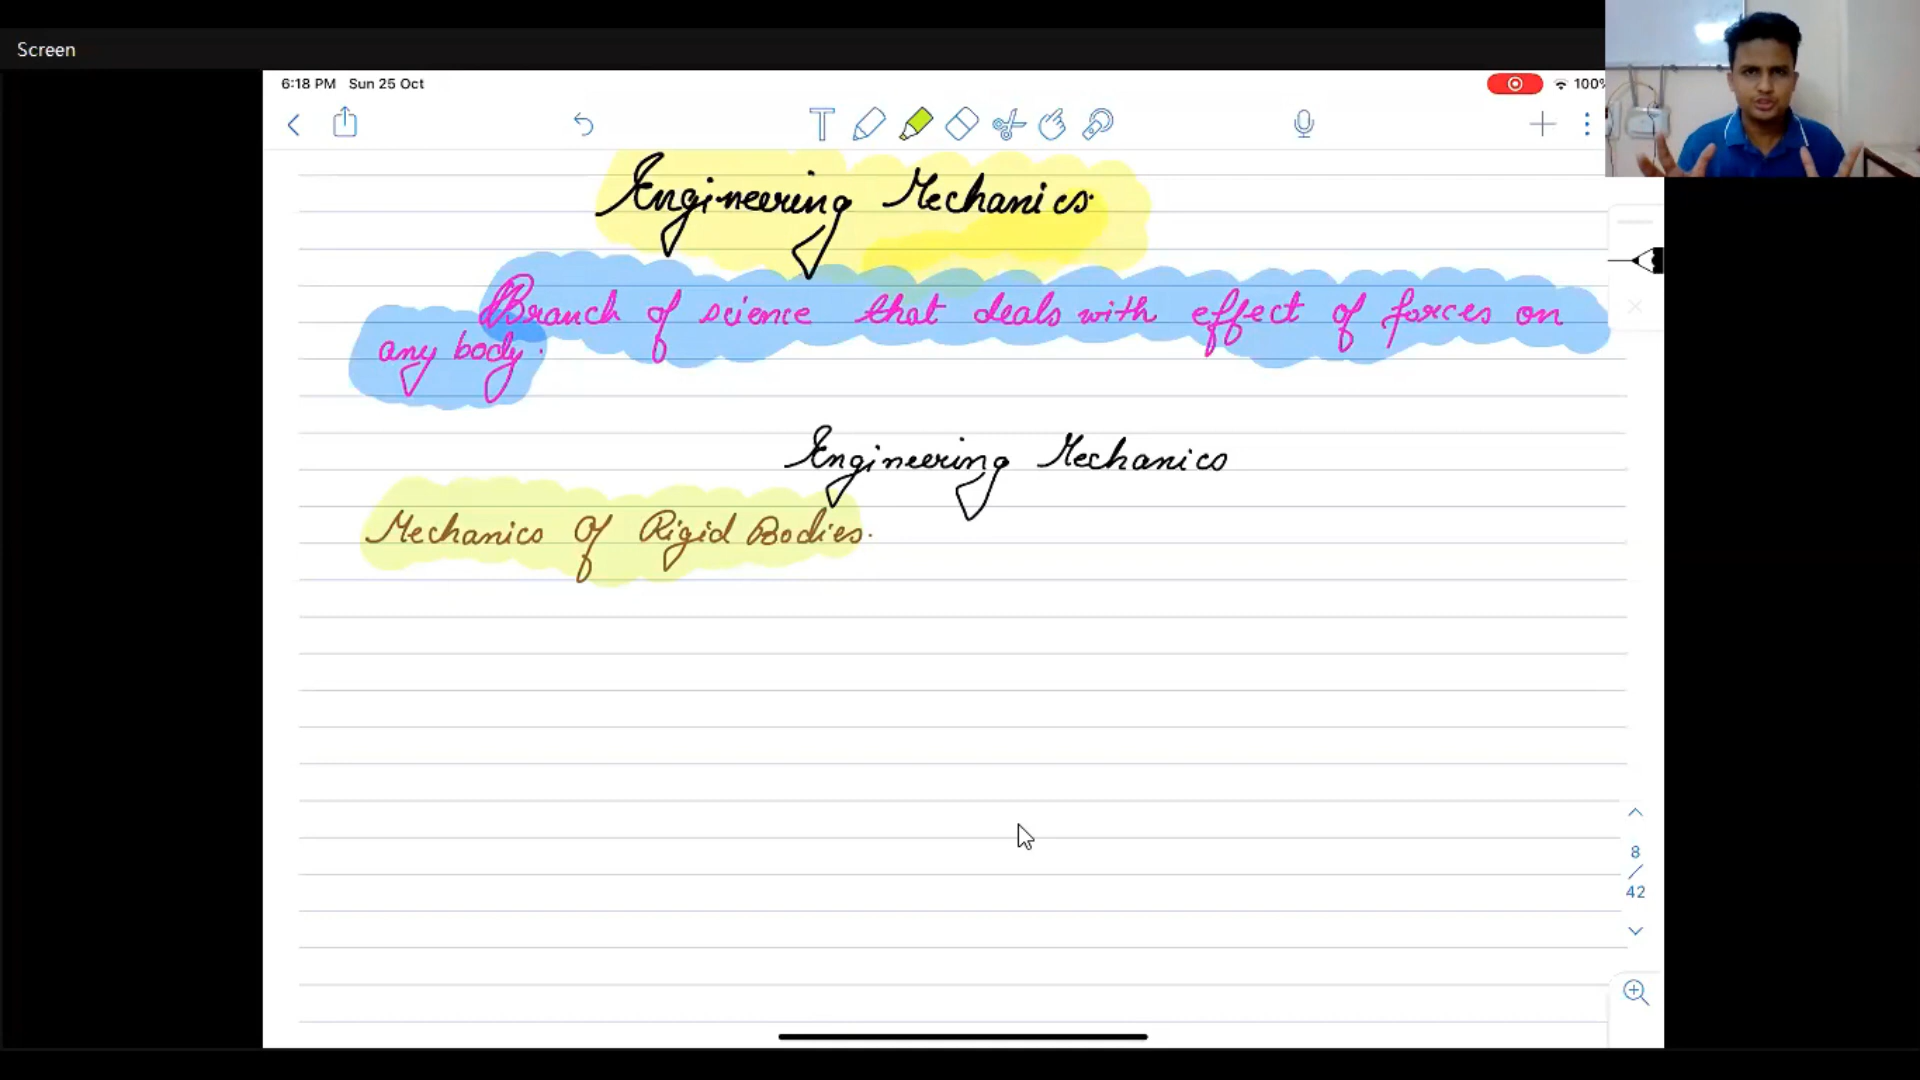 Screen
6:18 PM Sun 25 Oct
100%
Engineering Mechanics.
Branch of science that deals with effect of forces on
any body.
Engineering Mechanics
Mechanics Of Rigid Bodies.
8
/
42